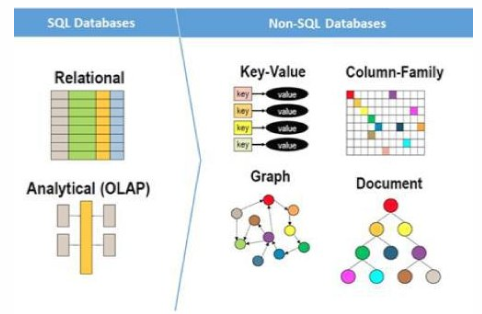 SQL Databases
Non-SQL Databases
Relational
Analytical (OLAP)
Key-Value
key value
key value
key value
key value
Column-Family
Graph
Document